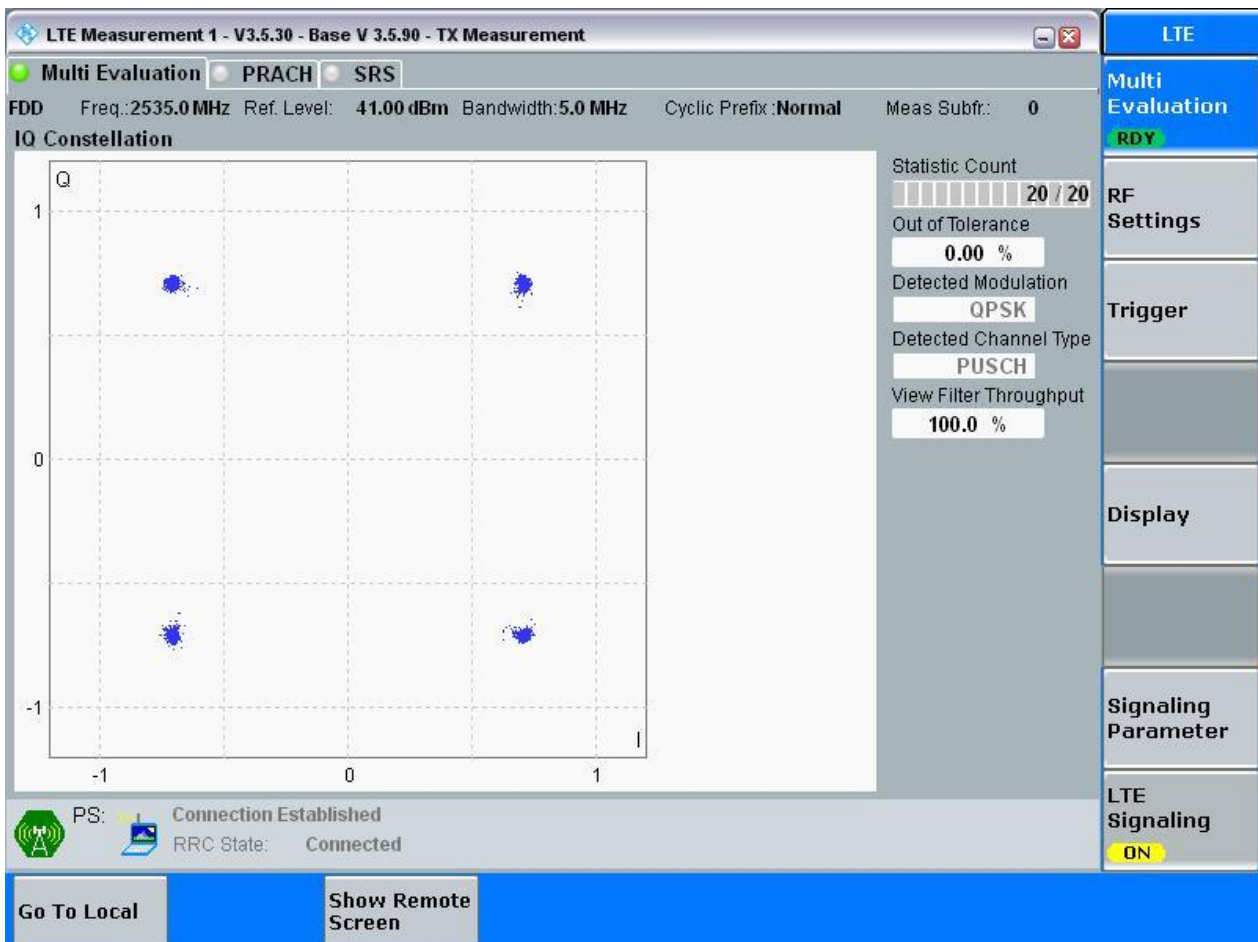 LTE Measurement 1 - V3.5.30 - Base V 3.5.90 - TX Measurement
Multi Evaluation PRACH SRS
FDD Freq.:2535.0 MHz Ref. Level: 41.00 dBm Bandwidth:5.0 MHz Cyclic Prefix :Normal Meas Subfr.: 0
IQ Constellation
Q
1
0
-1
I
-1 0 1
Statistic Count
20 / 20
Out of Tolerance
0.00 %
Detected Modulation
QPSK
Detected Channel Type
PUSCH
View Filter Throughput
100.0 %
PS: Connection Established
RRC State: Connected
LTE
Multi
Evaluation
RDY
RF
Settings
Trigger
Display
Signaling
Parameter
LTE
Signaling
ON
Go To Local
Show Remote
Screen